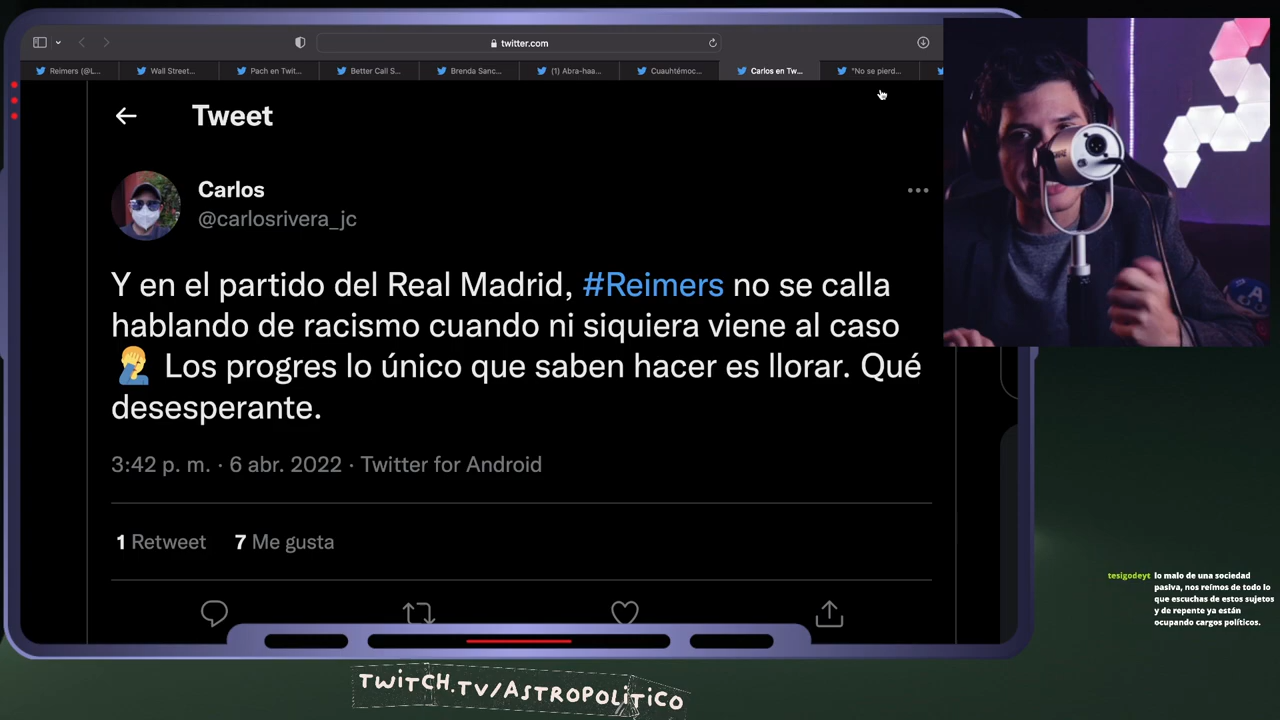 twitter.com
Reimers (@L...
Wall Street...
Pach en Twit...
Better Call S...
Brenda Sanc...
(1) Abra-haa...
Cuauhtémoc...
Carlos en Tw...
"No se pierd...
Tweet
Carlos
@carlosrivera_jc
Y en el partido del Real Madrid, #Reimers no se calla
hablando de racismo cuando ni siquiera viene al caso
🤦‍♂️ Los progres lo único que saben hacer es llorar. Qué
desesperante.
3:42 p. m. · 6 abr. 2022 · Twitter for Android
1 Retweet 7 Me gusta
tesigodeyt lo malo de una sociedad
pasiva, nos reímos de todo lo
que escuchas de estos sujetos
y de repente ya están
ocupando cargos políticos.
TWITCH.TV/ASTROPOLITICO